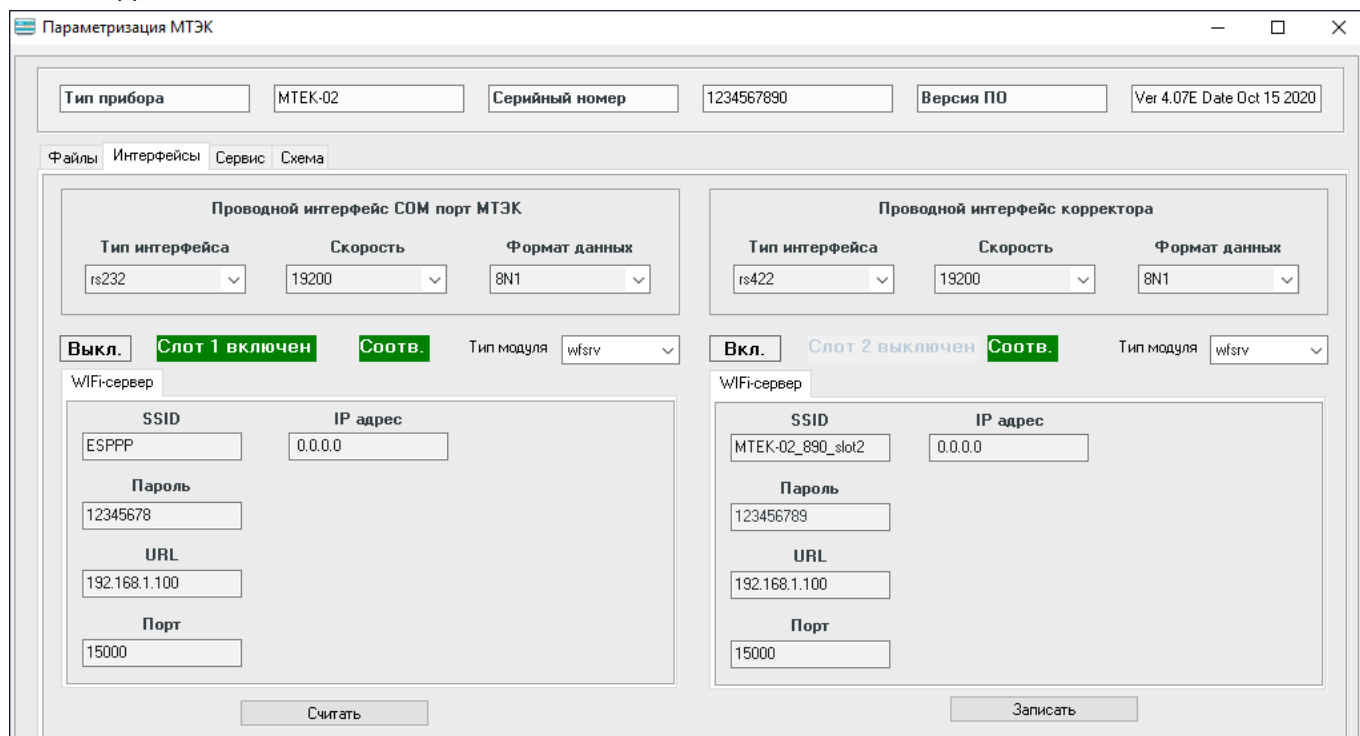 Параметризация МТЭК
Тип прибора МТЕК-02 Серийный номер 1234567890 Версия ПО Ver 4.07E Date Oct 15 2020
Файлы Интерфейсы Сервис Схема
Проводной интерфейс COM порт МТЭК
Тип интерфейса Скорость Формат данных
rs232 19200 8N1
Проводной интерфейс корректора
Тип интерфейса Скорость Формат данных
rs422 19200 8N1
Выкл. Слот 1 включен Соотв. Тип модуля wfsrv
WIFi-сервер
SSID IP адрес
ESPPP 0.0.0.0
Пароль
12345678
URL
192.168.1.100
Порт
15000
Считать
Вкл. Слот 2 выключен Соотв. Тип модуля wfsrv
WIFi-сервер
SSID IP адрес
MTEK-02_890_slot2 0.0.0.0
Пароль
123456789
URL
192.168.1.100
Порт
15000
Записать